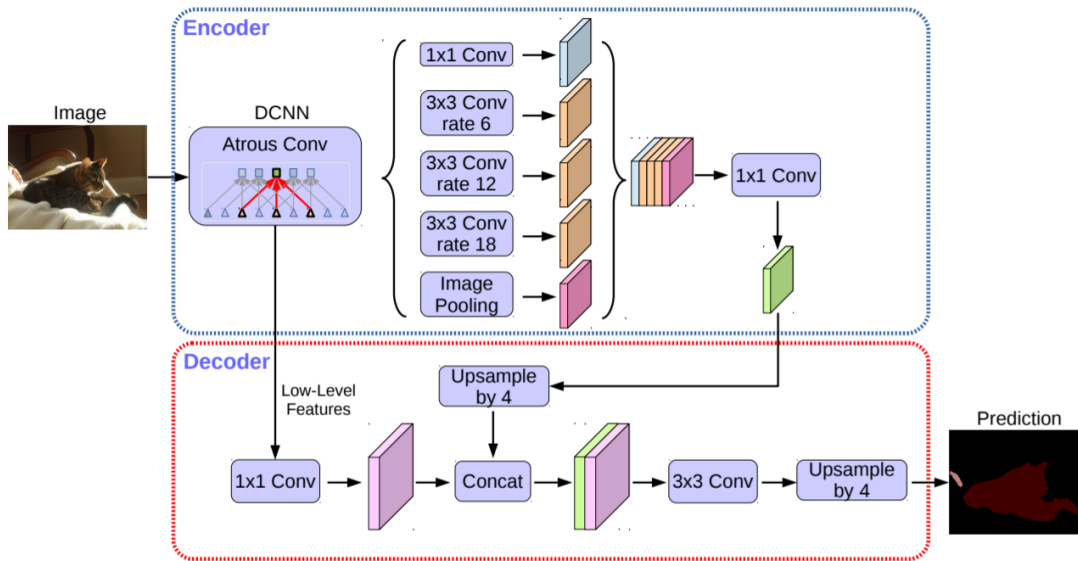 Encoder
Image
DCNN
Atrous Conv
1x1 Conv
3x3 Conv
rate 6
3x3 Conv
rate 12
3x3 Conv
rate 18
Image
Pooling
1x1 Conv
Decoder
Low-Level
Features
Upsample
by 4
1x1 Conv
Concat
3x3 Conv
Upsample
by 4
Prediction